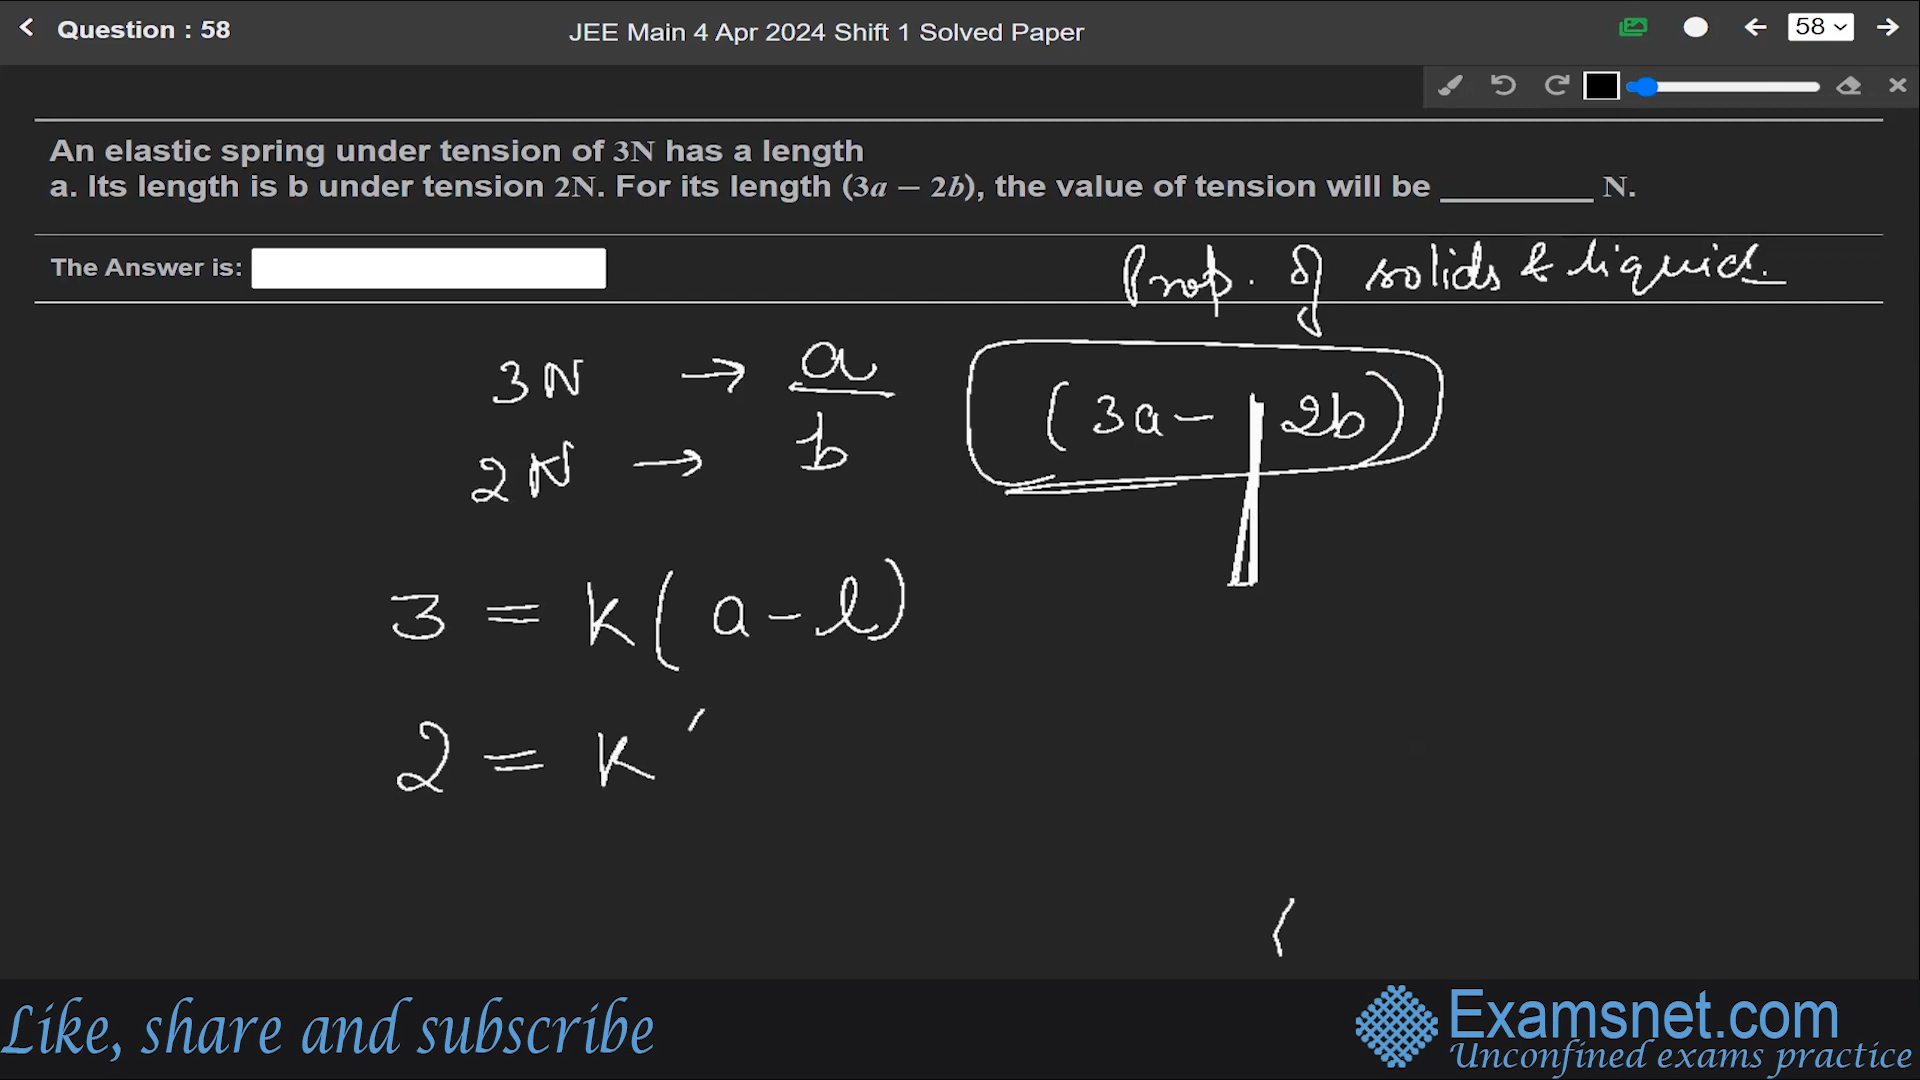 Question : 58
JEE Main 4 Apr 2024 Shift 1 Solved Paper
58
An elastic spring under tension of 3N has a length
a. Its length is b under tension 2N. For its length (3a − 2b), the value of tension will be __________ N.
The Answer is:
Prop. of solids & liquids.
3N → a
2N → b
(3a − 2b)
3 = k(a − l)
2 = k (
(
Like, share and subscribe
Examsnet.com
Unconfined exams practice